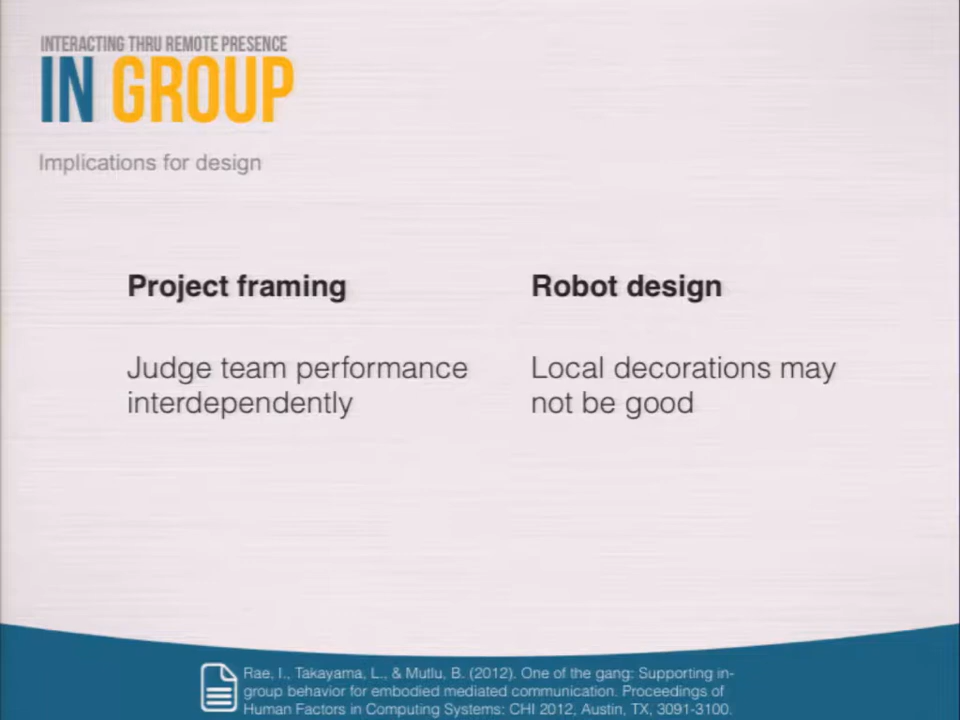 INTERACTING THRU REMOTE PRESENCE
IN GROUP
Implications for design
Project framing
Judge team performance
interdependently
Robot design
Local decorations may
not be good
Rae, I., Takayama, L., & Mutlu, B. (2012). One of the gang: Supporting in-
group behavior for embodied mediated communication. Proceedings of
Human Factors in Computing Systems: CHI 2012, Austin, TX, 3091-3100.